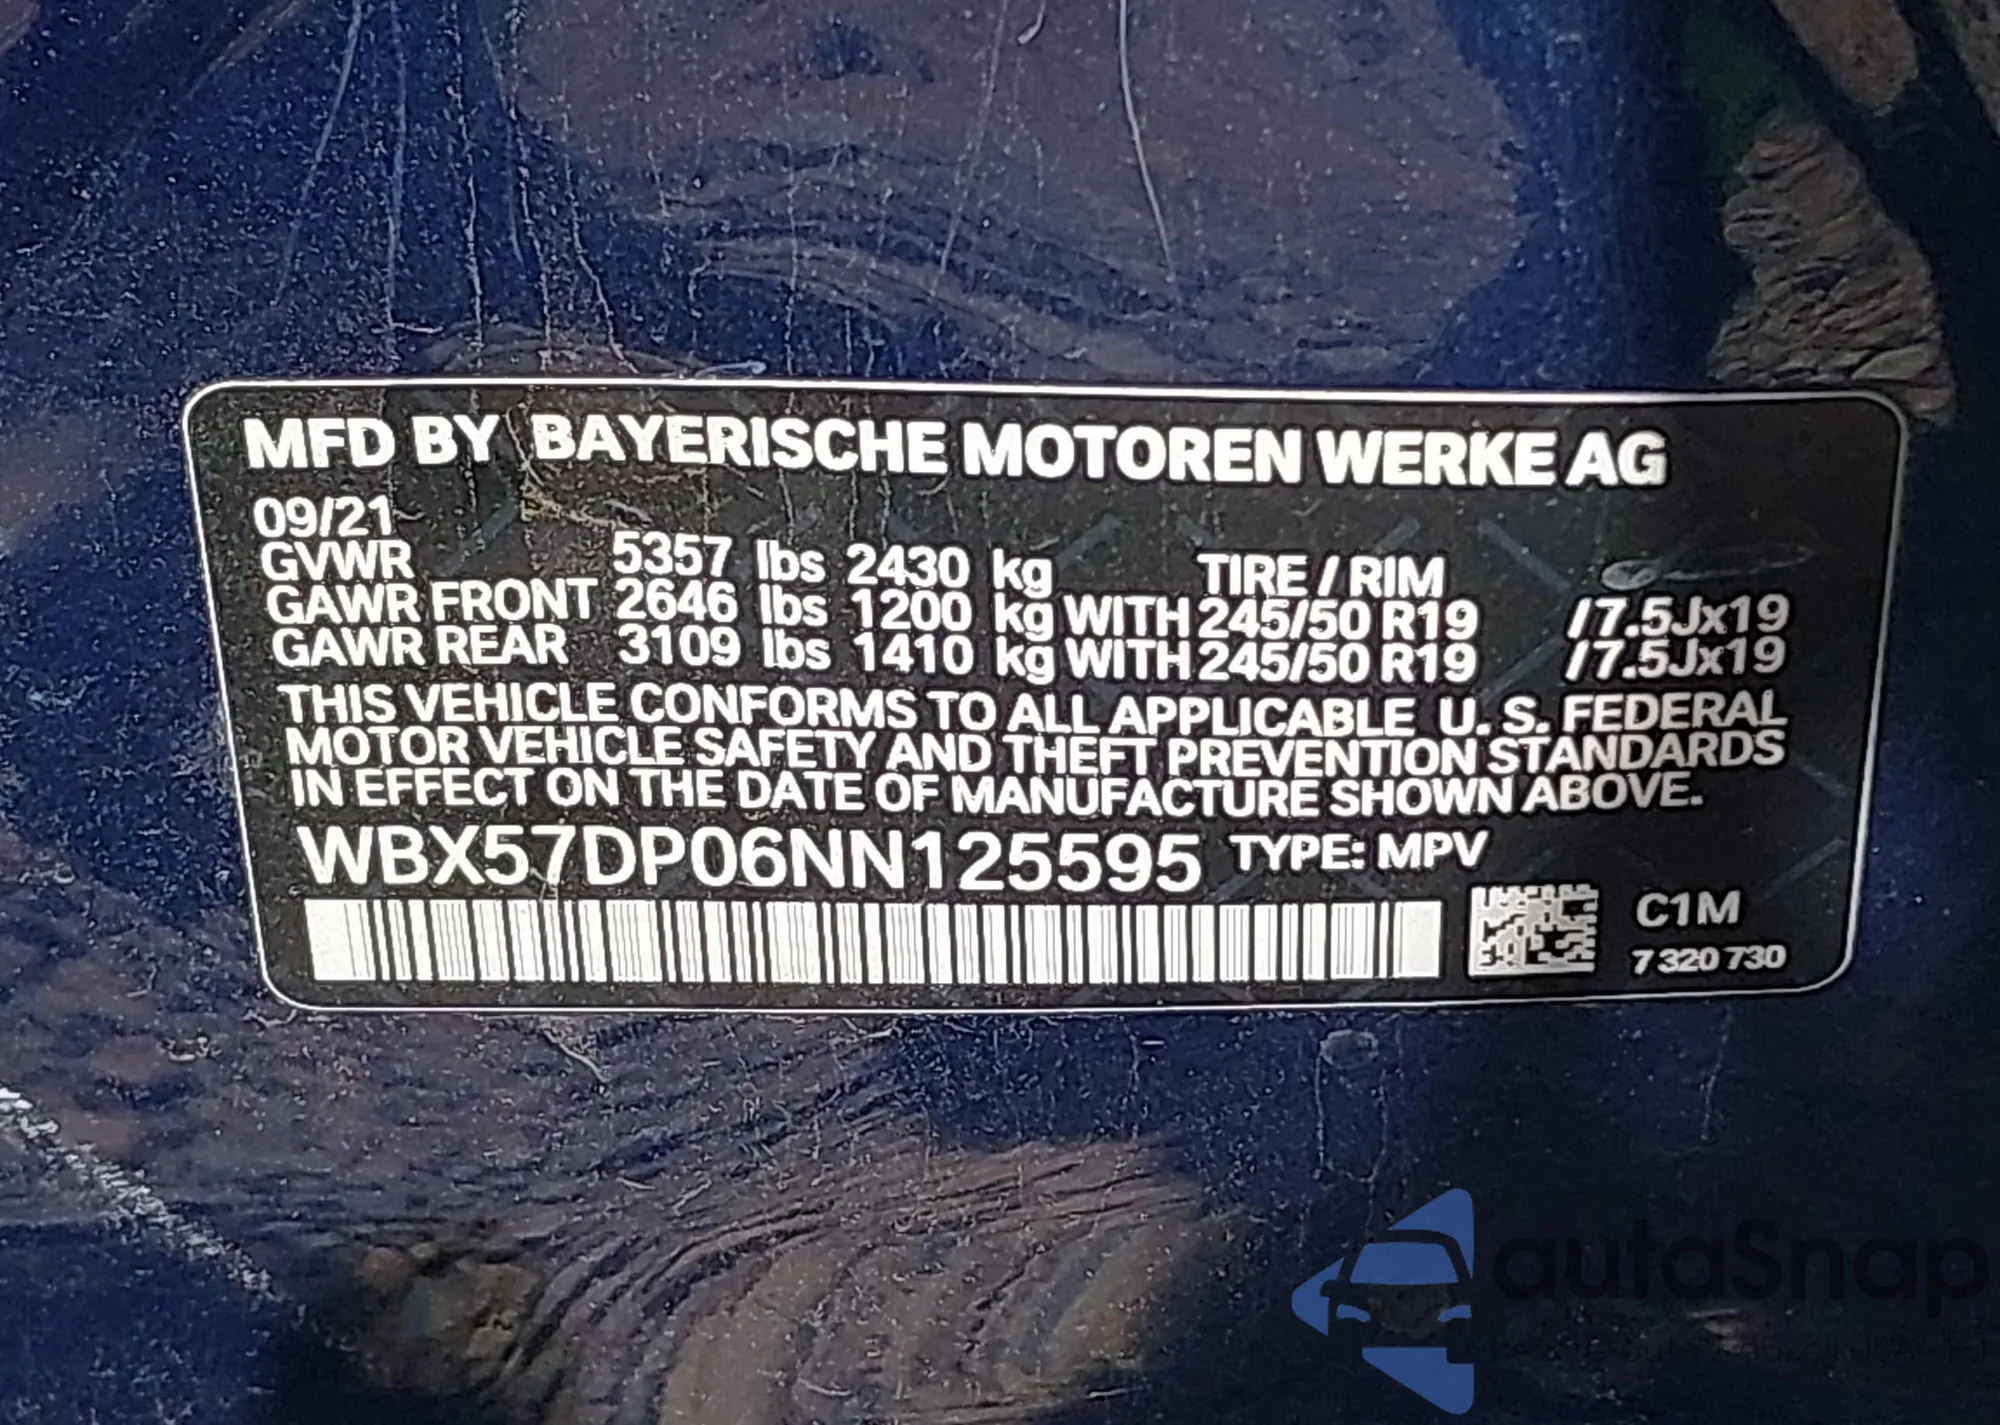 MFD BY BAYERISCHE MOTOREN WERKE AG
09/21
GVWR 5357 lbs 2430 kg TIRE / RIM
GAWR FRONT 2646 lbs 1200 kg WITH 245/50 R19 /7.5Jx19
GAWR REAR 3109 lbs 1410 kg WITH 245/50 R19 /7.5Jx19
THIS VEHICLE CONFORMS TO ALL APPLICABLE U. S. FEDERAL
MOTOR VEHICLE SAFETY AND THEFT PREVENTION STANDARDS
IN EFFECT ON THE DATE OF MANUFACTURE SHOWN ABOVE.
WBX57DP06NN125595 TYPE: MPV
C1M
7 320 730
autaSnap